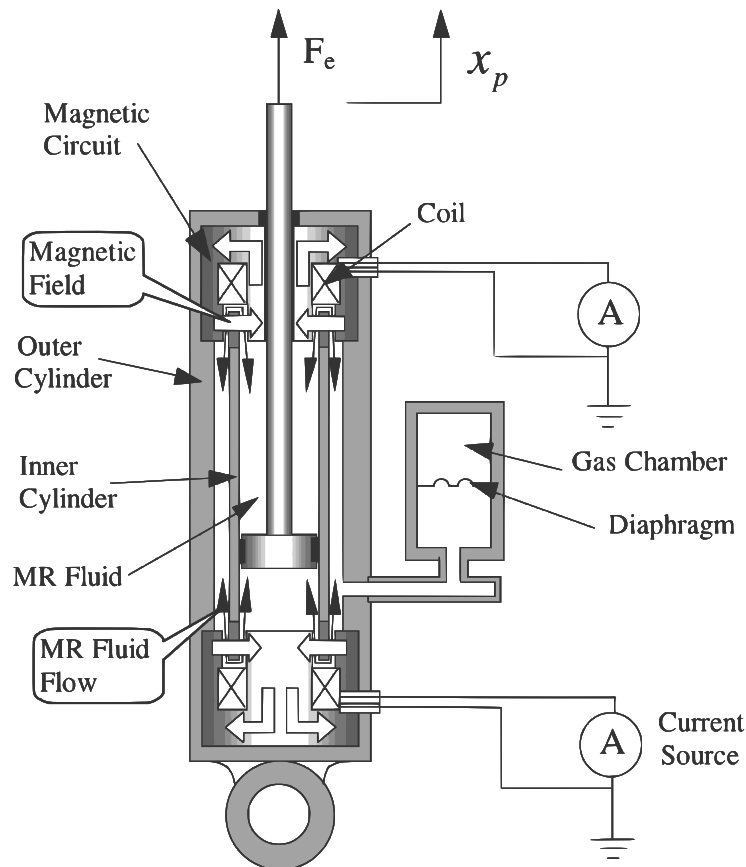 Fₑ
xₚ
Magnetic
Circuit
Coil
Magnetic
Field
A
Outer
Cylinder
Gas Chamber
Inner
Cylinder
Diaphragm
MR Fluid
MR Fluid
Flow
Current
Source
A